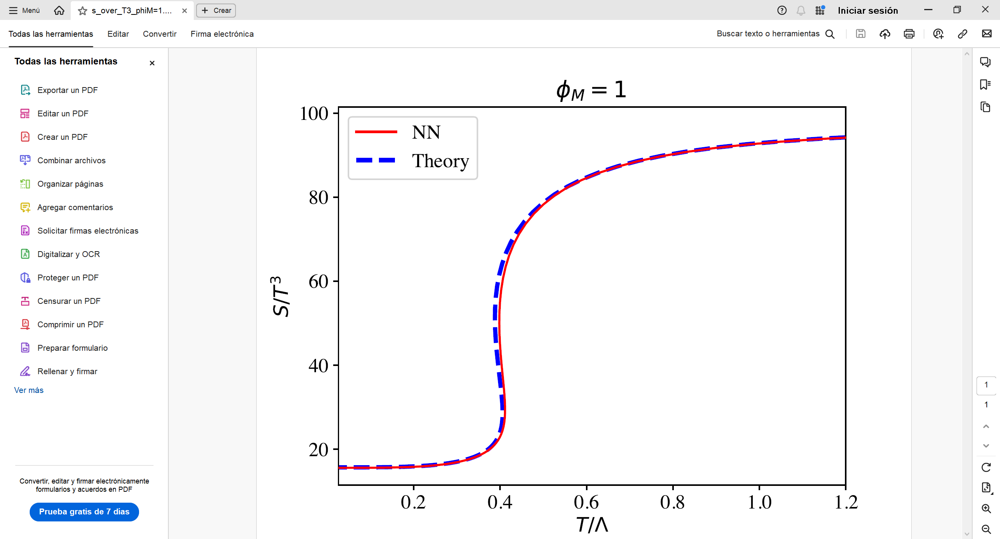 Menú
s_over_T3_phiM=1....
Crear
Iniciar sesión
Todas las herramientas
Editar
Convertir
Firma electrónica
Buscar texto o herramientas
Todas las herramientas
Exportar un PDF
Editar un PDF
Crear un PDF
Combinar archivos
Organizar páginas
Agregar comentarios
Solicitar firmas electrónicas
Digitalizar y OCR
Proteger un PDF
Censurar un PDF
Comprimir un PDF
Preparar formulario
Rellenar y firmar
Ver más
Convertir, editar y firmar electrónicamente
formularios y acuerdos en PDF
Prueba gratis de 7 días
ϕ_M = 1
NN
Theory
100
80
60
40
20
S/T³
0.2 0.4 0.6 0.8 1.0 1.2
T/Λ
1
1